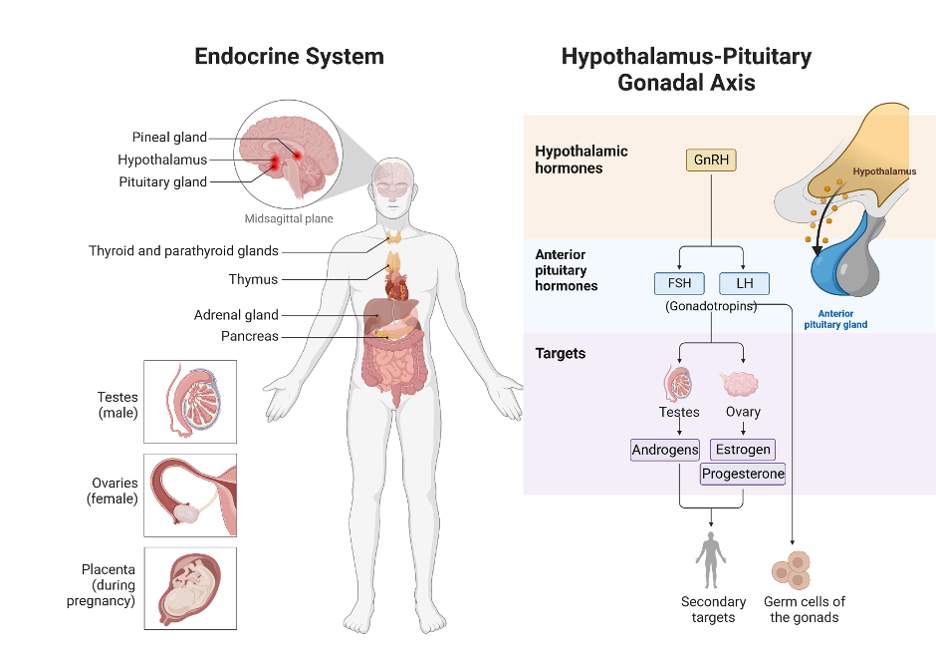 Endocrine System
Pineal gland
Hypothalamus
Pituitary gland
Midsagittal plane
Thyroid and parathyroid glands
Thymus
Adrenal gland
Pancreas
Testes
(male)
Ovaries
(female)
Placenta
(during
pregnancy)
Hypothalamus-Pituitary
Gonadal Axis
Hypothalamic
hormones
GnRH
Hypothalamus
Anterior
pituitary
hormones
FSH
LH
(Gonadotropins)
Anterior
pituitary gland
Targets
Testes
Ovary
Androgens
Estrogen
Progesterone
Secondary
targets
Germ cells of
the gonads